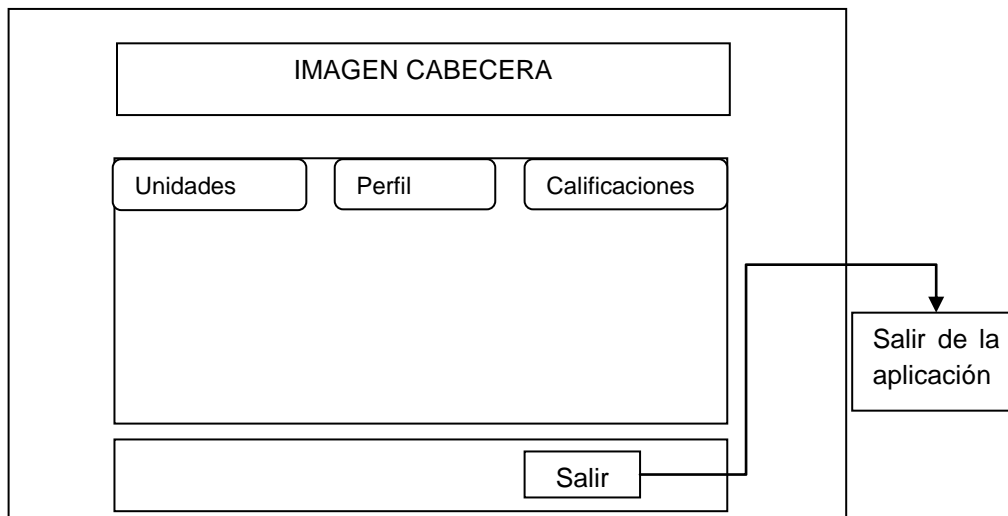 IMAGEN CABECERA
Unidades
Perfil
Calificaciones
Salir de la
aplicación
Salir